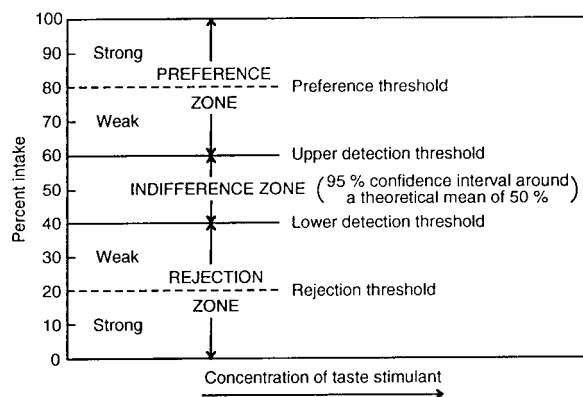 100
90
Strong
PREFERENCE
80
Preference threshold
ZONE
70
Weak
60
Upper detection threshold
Percent intake
50
INDIFFERENCE ZONE
( 95 % confidence interval around
a theoretical mean of 50 % )
40
Lower detection threshold
30
Weak
REJECTION
20
Rejection threshold
ZONE
10
Strong
0
Concentration of taste stimulant